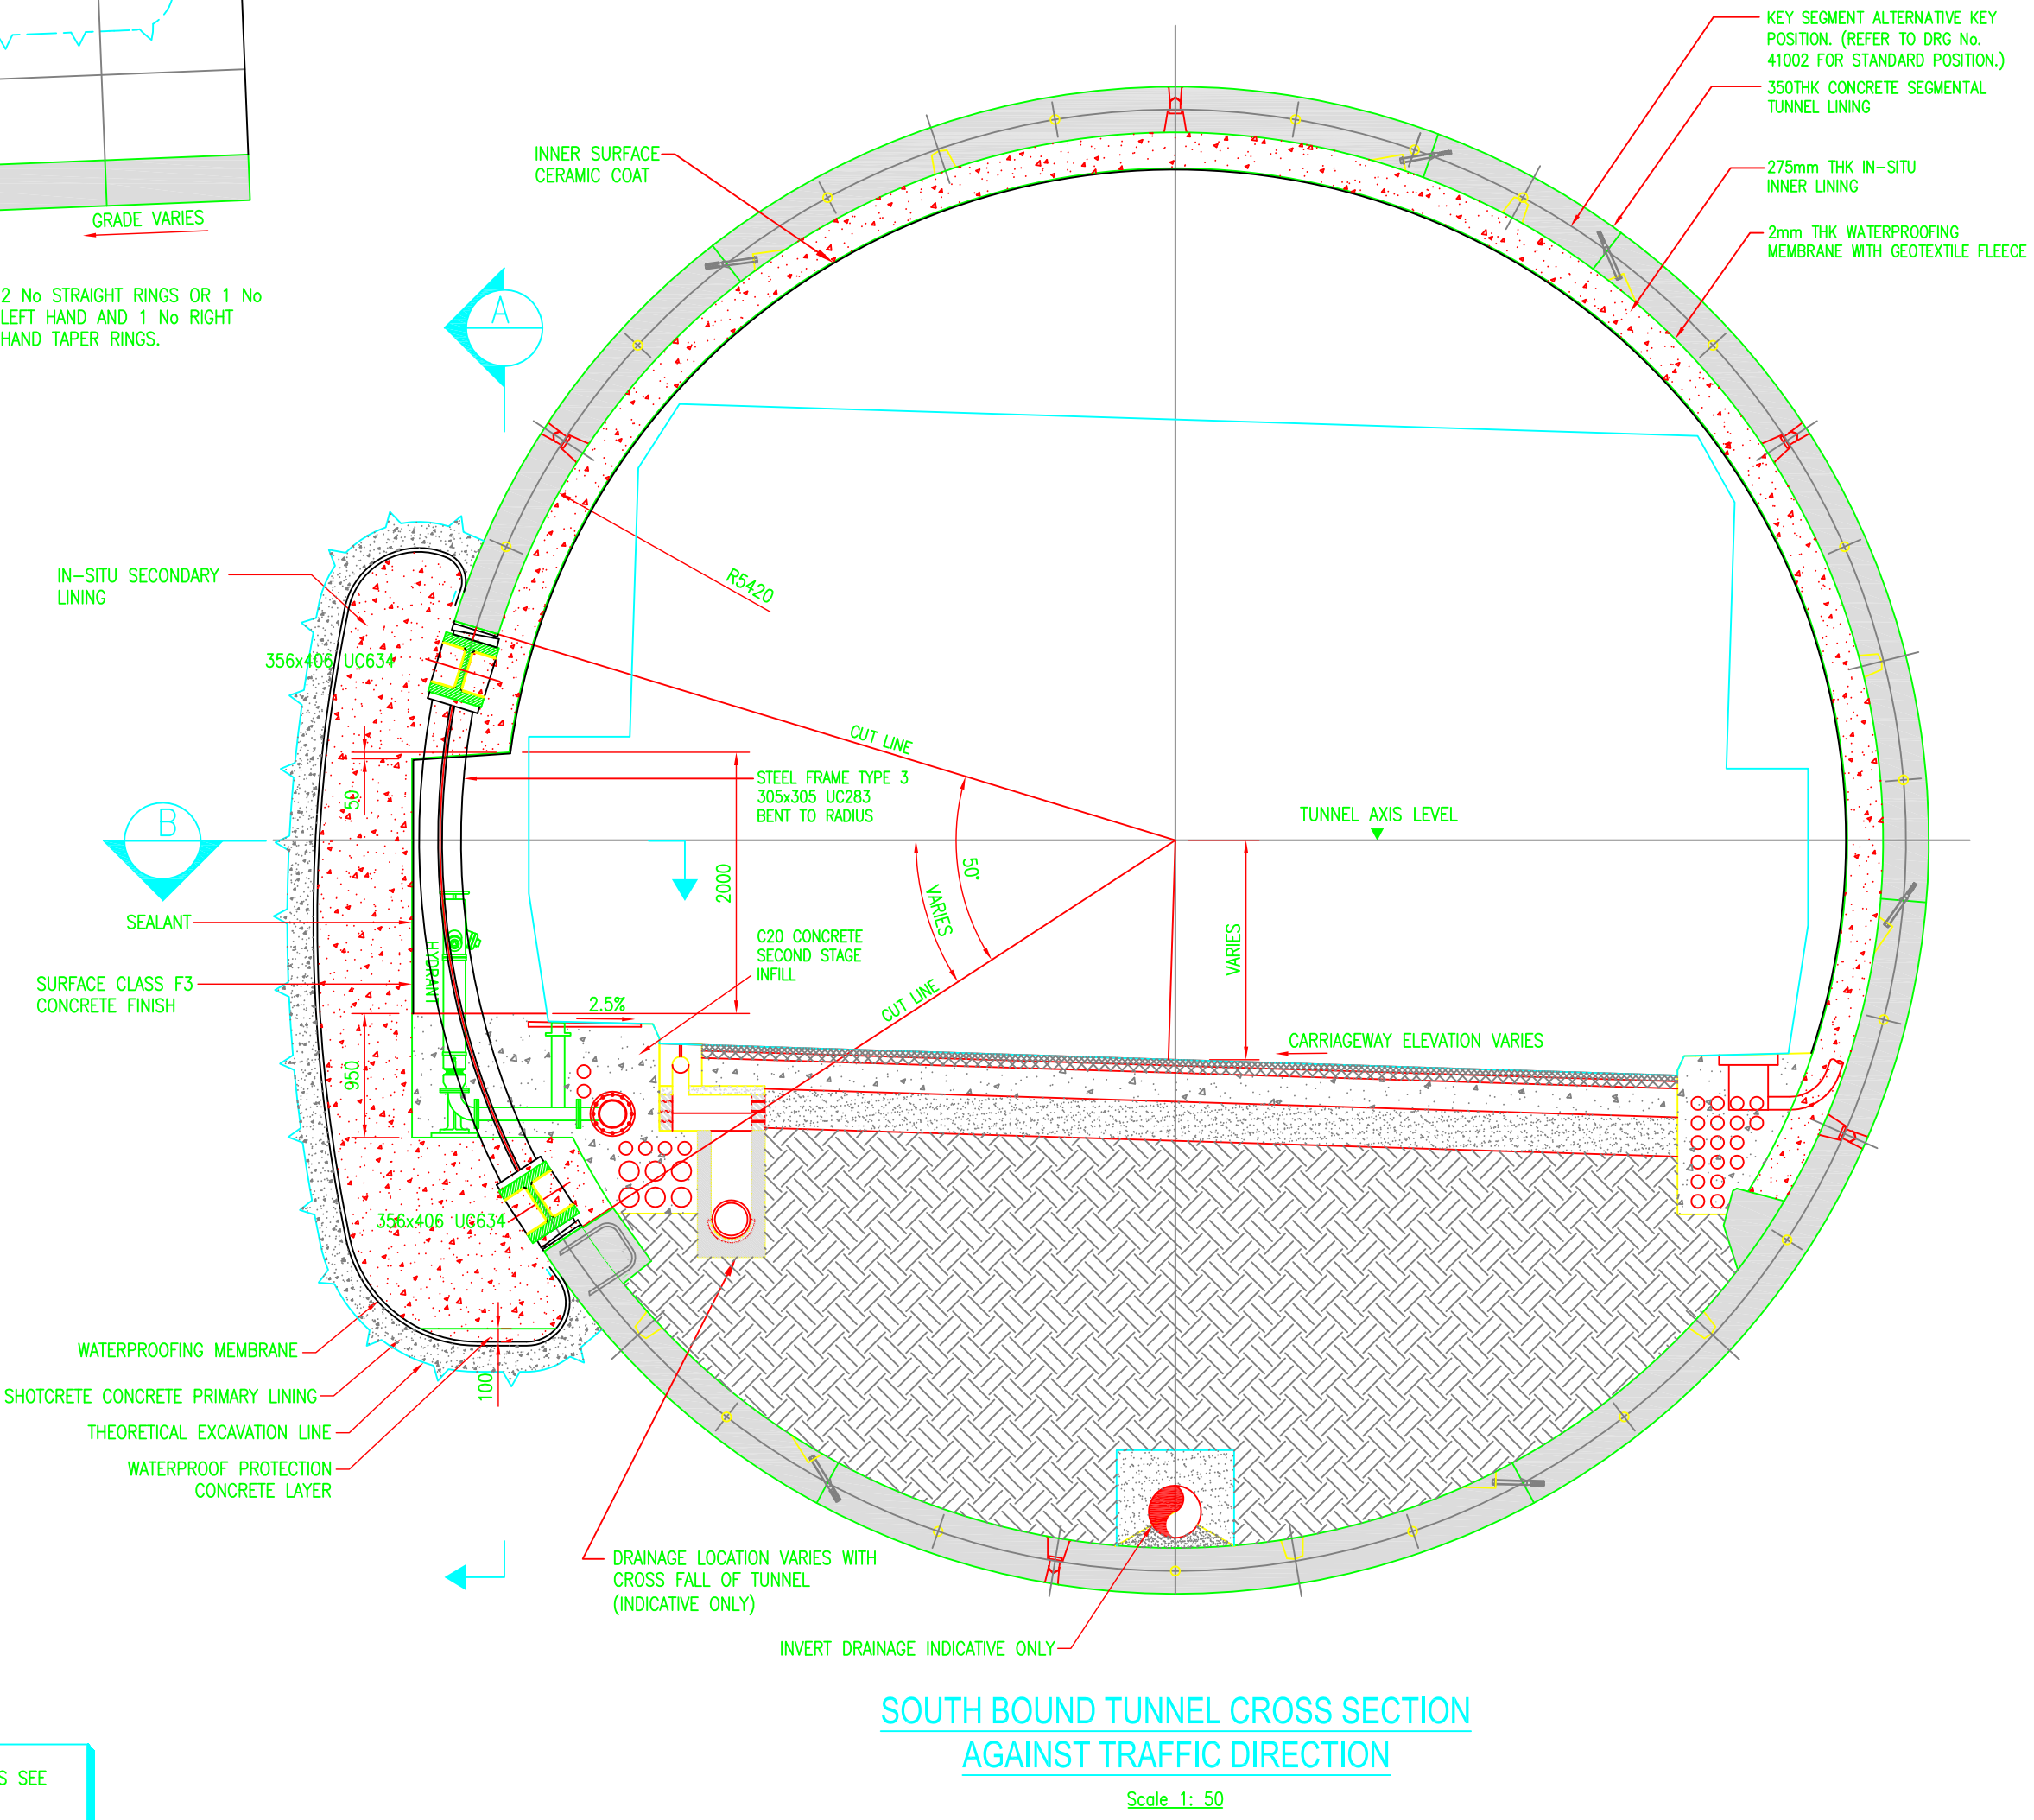 KEY SEGMENT ALTERNATIVE KEY
POSITION. (REFER TO DRG No.
41002 FOR STANDARD POSITION.)
350THK CONCRETE SEGMENTAL
TUNNEL LINING
INNER SURFACE
CERAMIC COAT
275mm THK IN-SITU
INNER LINING
2mm THK WATERPROOFING
MEMBRANE WITH GEOTEXTILE FLEECE
GRADE VARIES
2 No STRAIGHT RINGS OR 1 No
LEFT HAND AND 1 No RIGHT
HAND TAPER RINGS.
A
IN-SITU SECONDARY
LINING
R5420
356x406 UC634
CUT LINE
50
STEEL FRAME TYPE 3
305x305 UC283
BENT TO RADIUS
TUNNEL AXIS LEVEL
B
2000
50°
VARIES
VARIES
SEALANT
HYDRANT
C20 CONCRETE
SECOND STAGE
INFILL
SURFACE CLASS F3
CONCRETE FINISH
2.5%
CUT LINE
CARRIAGEWAY ELEVATION VARIES
950
356x406 UC634
WATERPROOFING MEMBRANE
100
SHOTCRETE CONCRETE PRIMARY LINING
THEORETICAL EXCAVATION LINE
WATERPROOF PROTECTION
CONCRETE LAYER
DRAINAGE LOCATION VARIES WITH
CROSS FALL OF TUNNEL
(INDICATIVE ONLY)
INVERT DRAINAGE INDICATIVE ONLY
SOUTH BOUND TUNNEL CROSS SECTION
AGAINST TRAFFIC DIRECTION
Scale 1: 50
S SEE